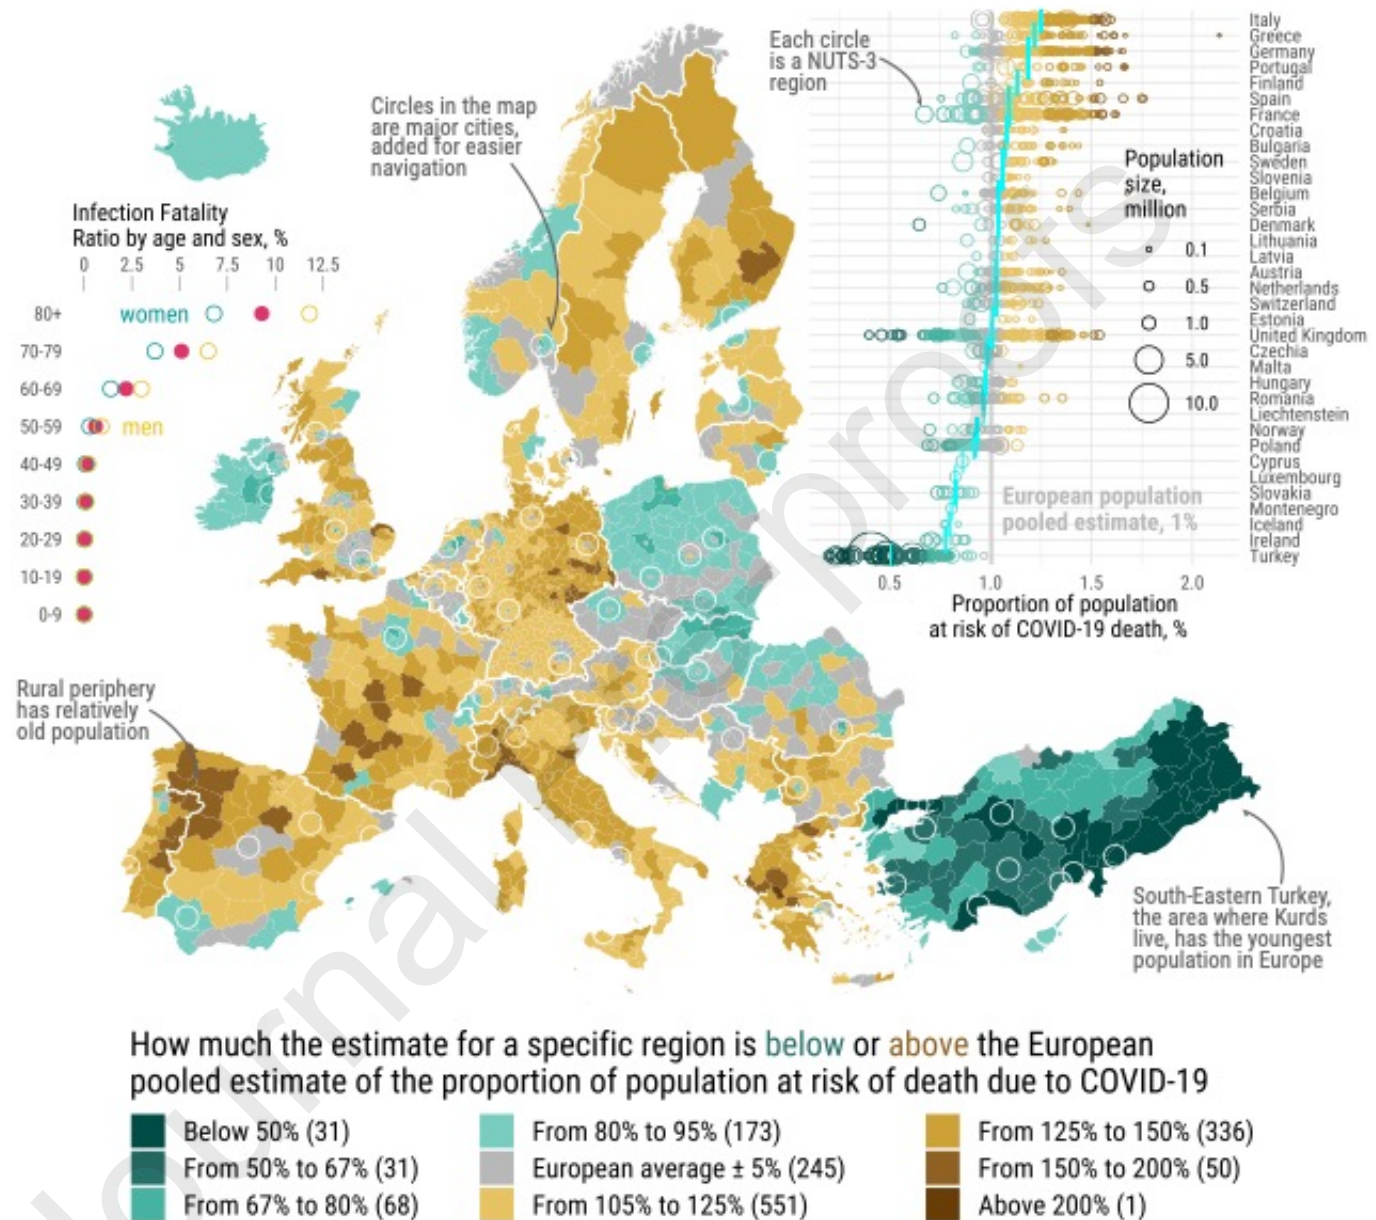 Each circle
is a NUTS-3
region
Circles in the map
are major cities,
added for easier
navigation
Infection Fatality
Ratio by age and sex, %
0 2.5 5 7.5 10 12.5
80+
women
70-79
60-69
50-59
men
40-49
30-39
20-29
10-19
0-9
Rural periphery
has relatively
old population
Italy
Greece
Germany
Portugal
Finland
Spain
France
Croatia
Bulgaria
Sweden
Slovenia
Belgium
Serbia
Denmark
Lithuania
Latvia
Austria
Netherlands
Switzerland
Estonia
United Kingdom
Czechia
Malta
Hungary
Romania
Liechtenstein
Norway
Poland
Cyprus
Luxembourg
Slovakia
Montenegro
Iceland
Ireland
Turkey
Population
size,
million
0.1
0.5
1.0
5.0
10.0
European population
pooled estimate, 1%
0.5 1.0 1.5 2.0
Proportion of population
at risk of COVID-19 death, %
South-Eastern Turkey,
the area where Kurds
live, has the youngest
population in Europe
How much the estimate for a specific region is below or above the European
pooled estimate of the proportion of population at risk of death due to COVID-19
Below 50% (31)
From 50% to 67% (31)
From 67% to 80% (68)
From 80% to 95% (173)
European average ± 5% (245)
From 105% to 125% (551)
From 125% to 150% (336)
From 150% to 200% (50)
Above 200% (1)
Journal Pre-proofs